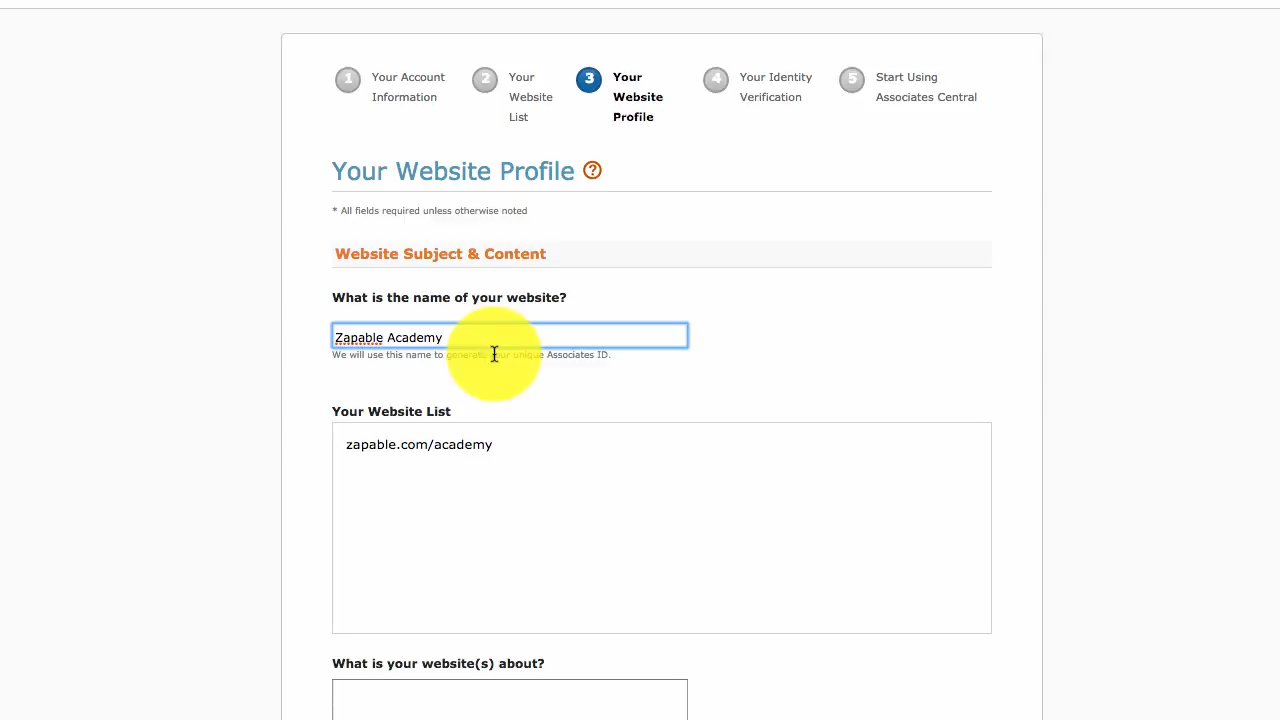 1 Your Account Information
2 Your Website List
3 Your Website Profile
4 Your Identity Verification
5 Start Using Associates Central
Your Website Profile ?
* All fields required unless otherwise noted
Website Subject & Content
What is the name of your website?
Zapable Academy
We will use this name to generate your unique Associates ID.
Your Website List
zapable.com/academy
What is your website(s) about?